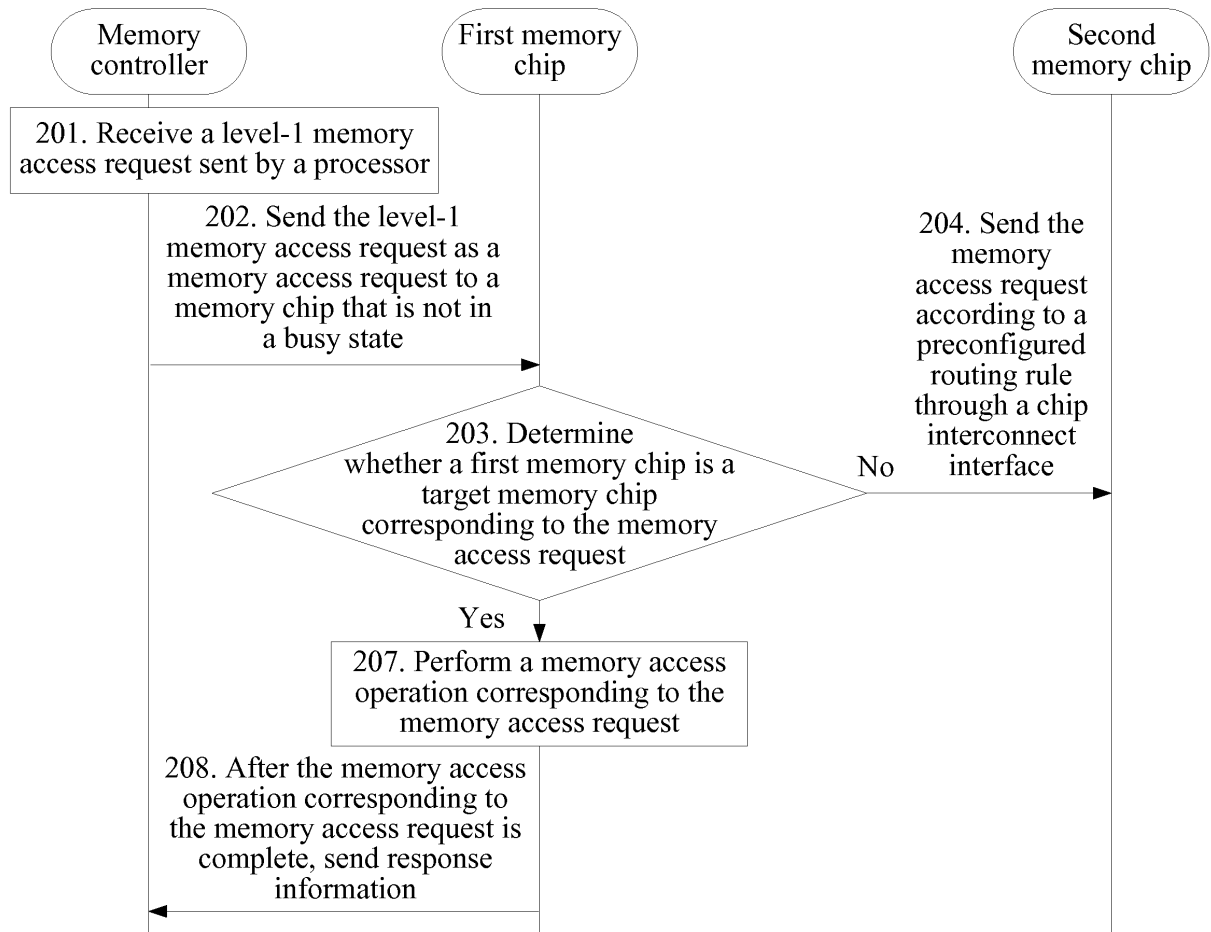 Memory
controller
First memory
chip
Second
memory chip
201. Receive a level-1 memory
access request sent by a processor
202. Send the level-1
memory access request as a
memory access request to a
memory chip that is not in
a busy state
204. Send the
memory
access request
according to a
preconfigured
routing rule
through a chip
interconnect
interface
203. Determine
whether a first memory chip is a
target memory chip
corresponding to the memory
access request
No
Yes
207. Perform a memory access
operation corresponding to the
memory access request
208. After the memory access
operation corresponding to
the memory access request is
complete, send response
information